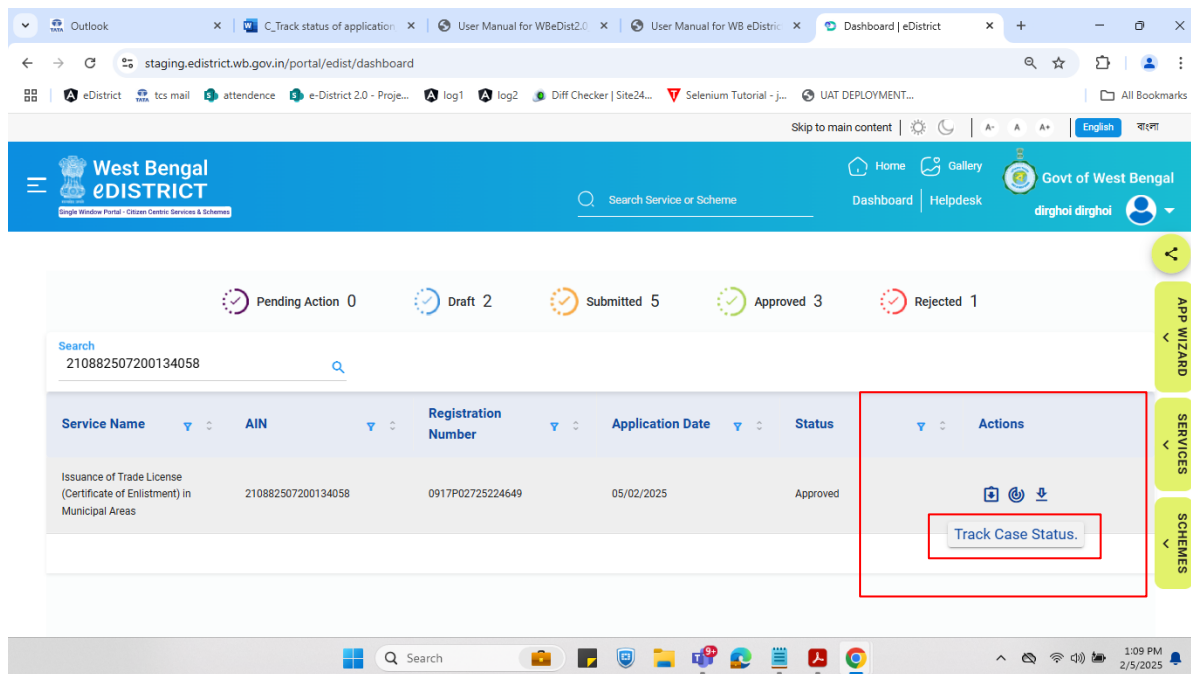 Outlook
C_Track status of application
User Manual for WBeDist2.0
User Manual for WB eDistric
Dashboard | eDistrict
staging.edistrict.wb.gov.in/portal/edist/dashboard
eDistrict
tcs mail
attendence
e-District 2.0 - Proje...
log1
log2
Diff Checker | Site24...
Selenium Tutorial - j...
UAT DEPLOYMENT...
All Bookmarks
Skip to main content
A-
A
A+
English
বাংলা
West Bengal
eDISTRICT
Single Window Portal - Citizen Centric Services & Schemes
Search Service or Scheme
Home
Gallery
Dashboard
Helpdesk
Govt of West Bengal
dirghoi dirghoi
Pending Action 0
Draft 2
Submitted 5
Approved 3
Rejected 1
APP WIZARD
SERVICES
SCHEMES
Search
210882507200134058
Service Name
AIN
Registration
Number
Application Date
Status
Actions
Issuance of Trade License
(Certificate of Enlistment) in
Municipal Areas
210882507200134058
0917P02725224649
05/02/2025
Approved
Track Case Status.
Search
9+
1:09 PM
2/5/2025